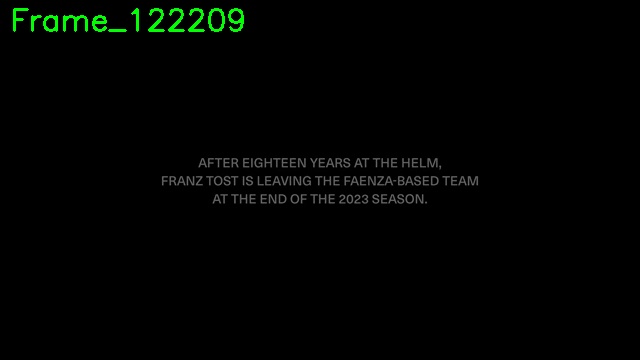 Frame_122209
AFTER EIGHTEEN YEARS AT THE HELM,
FRANZ TOST IS LEAVING THE FAENZA-BASED TEAM
AT THE END OF THE 2023 SEASON.